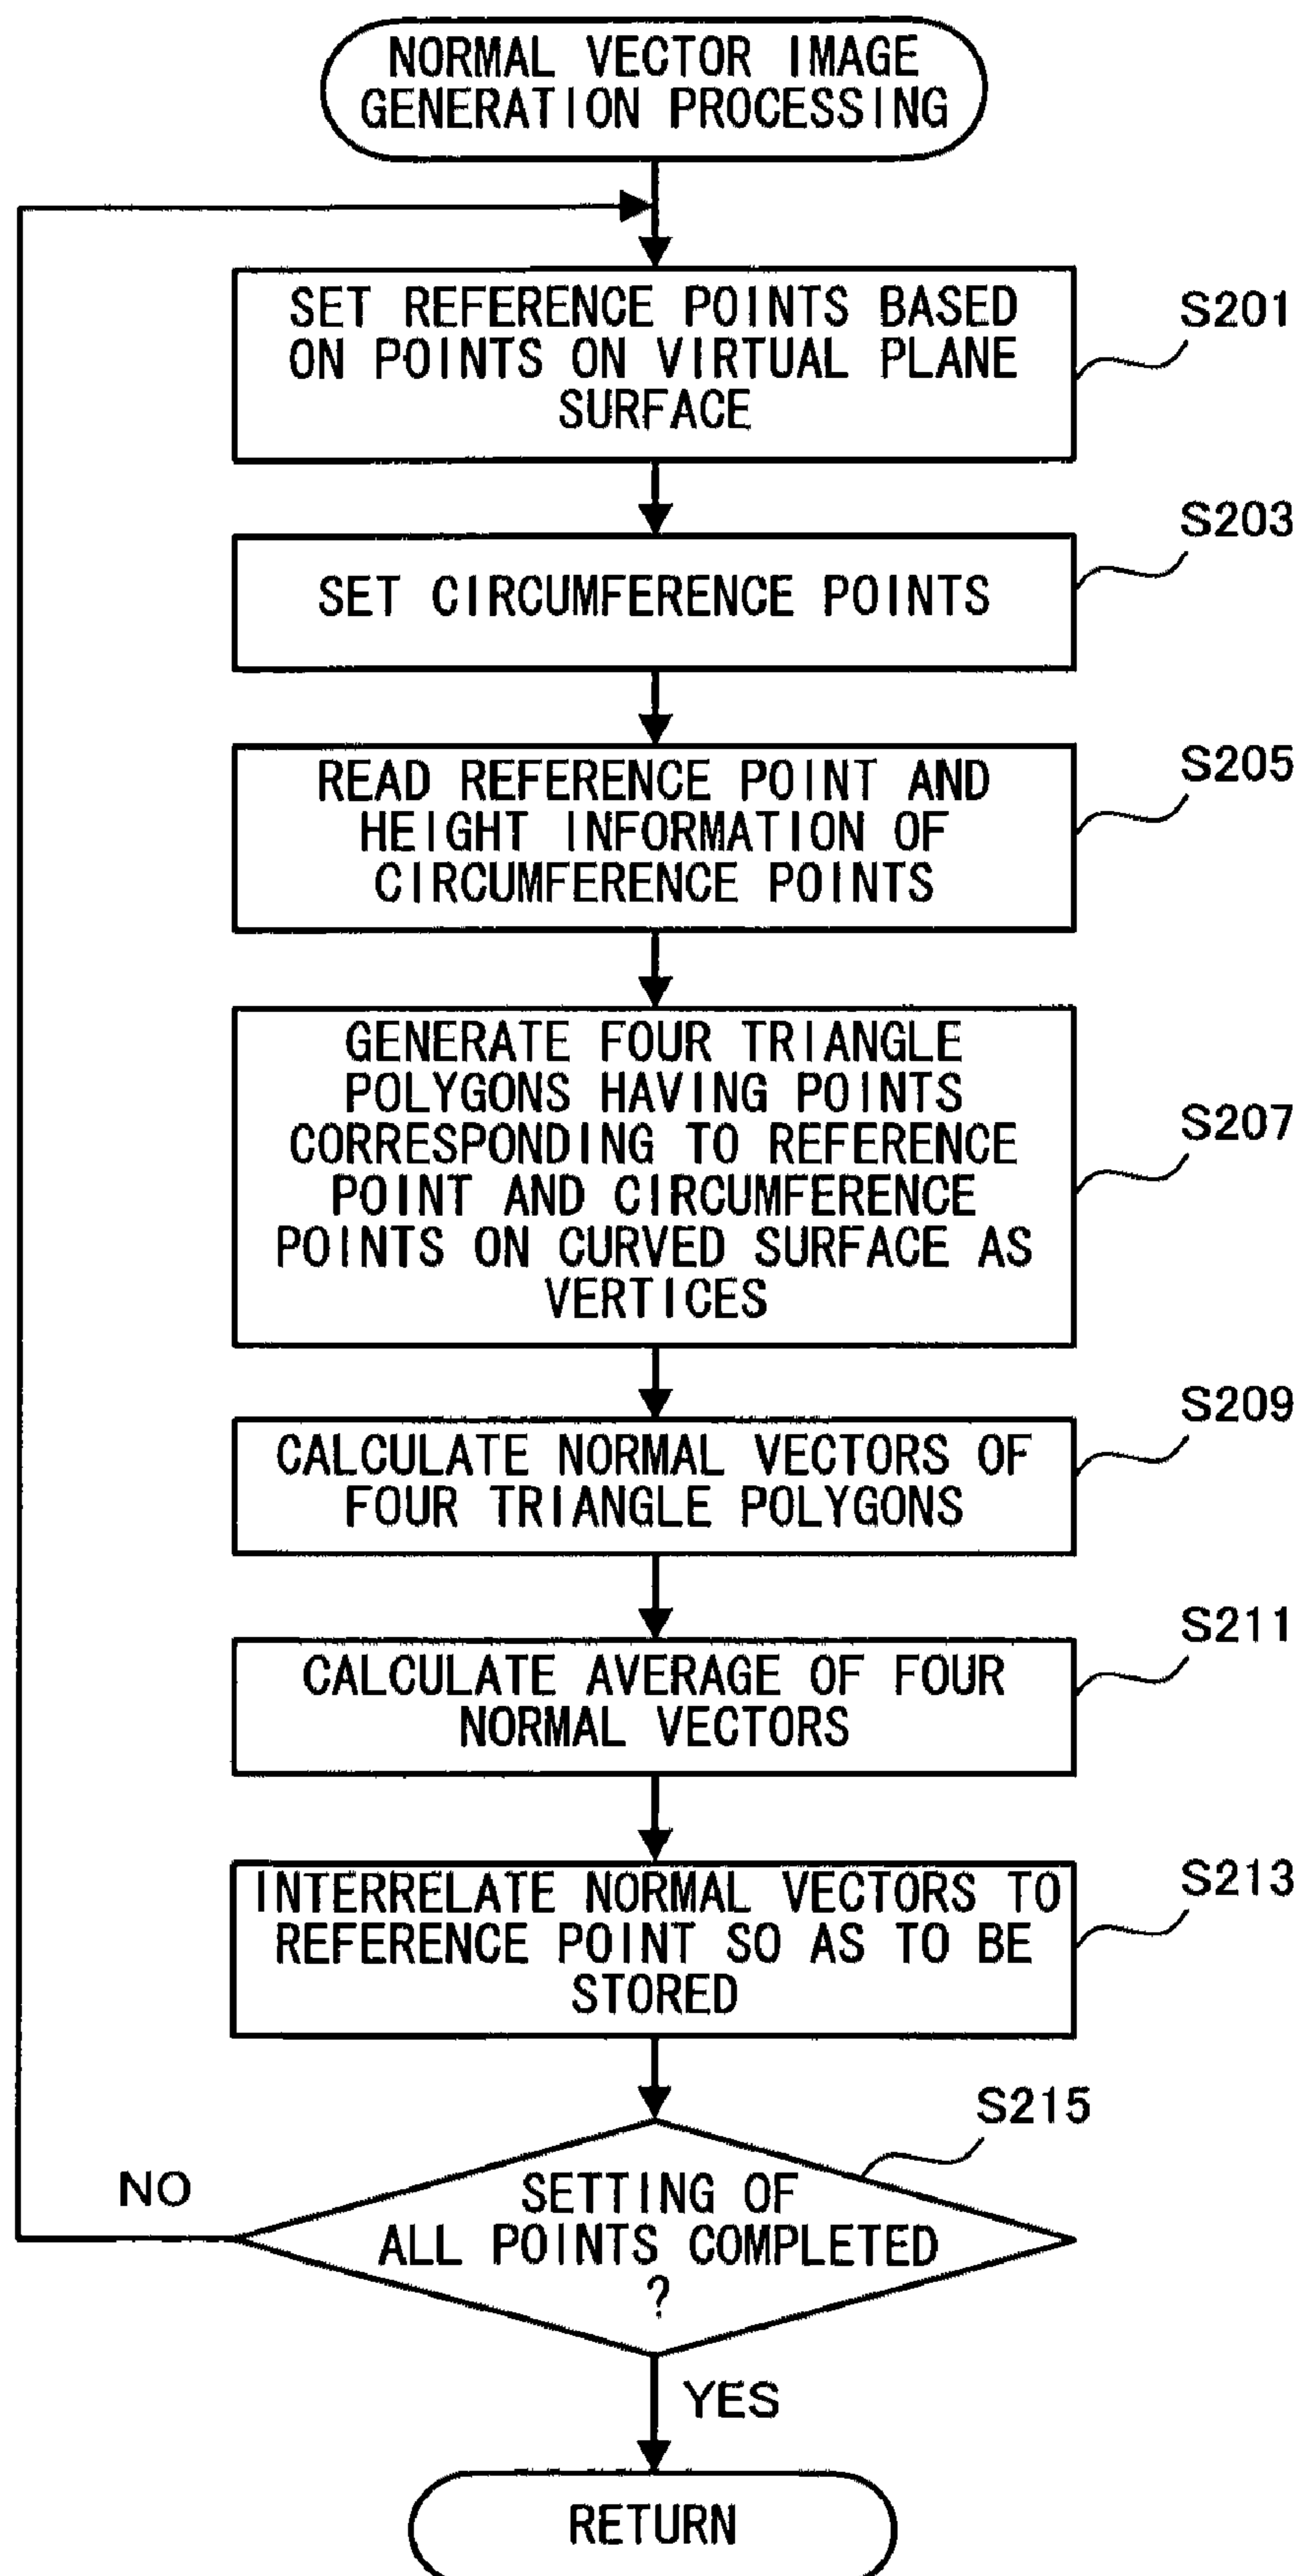 NORMAL VECTOR IMAGE
GENERATION PROCESSING
SET REFERENCE POINTS BASED
ON POINTS ON VIRTUAL PLANE
SURFACE
S201
SET CIRCUMFERENCE POINTS
S203
READ REFERENCE POINT AND
HEIGHT INFORMATION OF
CIRCUMFERENCE POINTS
S205
GENERATE FOUR TRIANGLE
POLYGONS HAVING POINTS
CORRESPONDING TO REFERENCE
POINT AND CIRCUMFERENCE
POINTS ON CURVED SURFACE AS
VERTICES
S207
CALCULATE NORMAL VECTORS OF
FOUR TRIANGLE POLYGONS
S209
CALCULATE AVERAGE OF FOUR
NORMAL VECTORS
S211
INTERRELATE NORMAL VECTORS TO
REFERENCE POINT SO AS TO BE
STORED
S213
SETTING OF
ALL POINTS COMPLETED
?
S215
NO
YES
RETURN